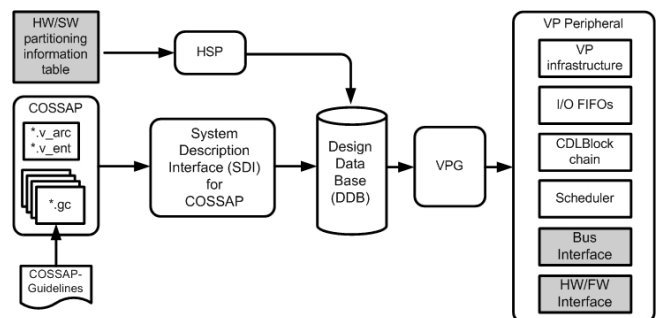 HW/SW
partitioning
information
table
HSP
COSSAP
*.v_arc
*.v_ent
*.gc
COSSAP-
Guidelines
System
Description
Interface (SDI)
for
COSSAP
Design
Data
Base
(DDB)
VPG
VP Peripheral
VP
infrastructure
I/O FIFOs
CDLBlock
chain
Scheduler
Bus
Interface
HW/FW
Interface